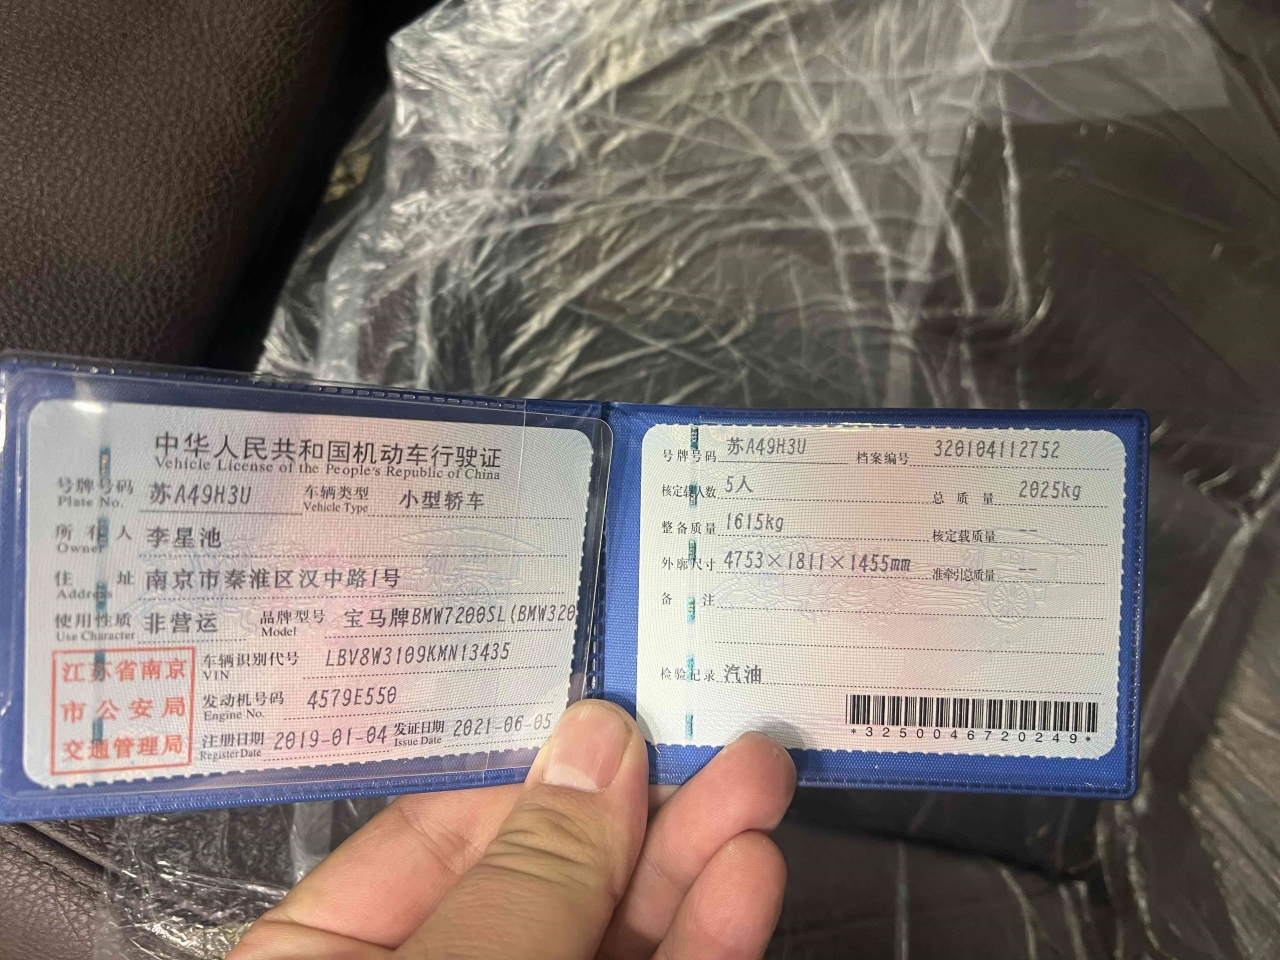 中华人民共和国机动车行驶证
Vehicle License of the People's Republic of China
号牌号码 苏A49H3U 车辆类型 小型轿车
Plate No. Vehicle Type
所有人 李星池
Owner
住址 南京市秦淮区汉中路1号
Address
使用性质 非营运 品牌型号 宝马牌BMW7200SL(BMW320
Use Character Model
江苏省南京
市公安局
交通管理局
车辆识别代号 LBV8W3109KMN13435
VIN
发动机号码 4579E550
Engine No.
注册日期 2019-01-04 发证日期 2021-06-05
Register Date Issue Date
号牌号码 苏A49H3U 档案编号 320104112752
核定载人数 5人 总质量 2025kg
整备质量 1615kg 核定载质量 --
外廓尺寸 4753×1811×1455mm 准牵引总质量 --
备注
检验记录 汽油
*3250046720249*